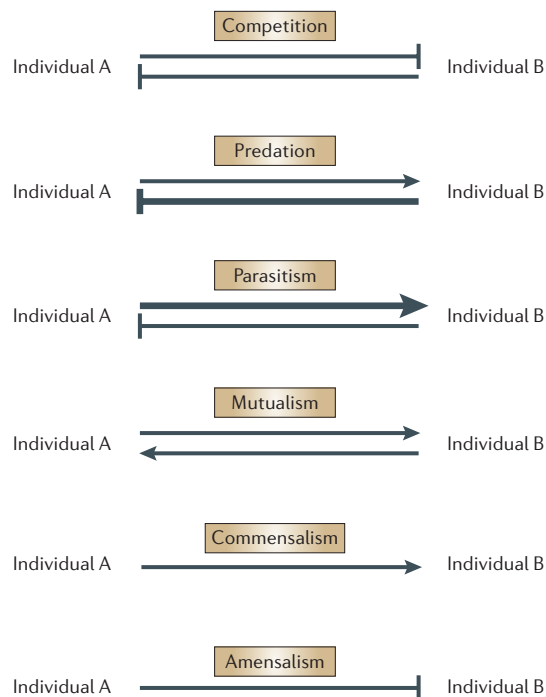 Competition
Individual A Individual B
Predation
Individual A Individual B
Parasitism
Individual A Individual B
Mutualism
Individual A Individual B
Commensalism
Individual A Individual B
Amensalism
Individual A Individual B